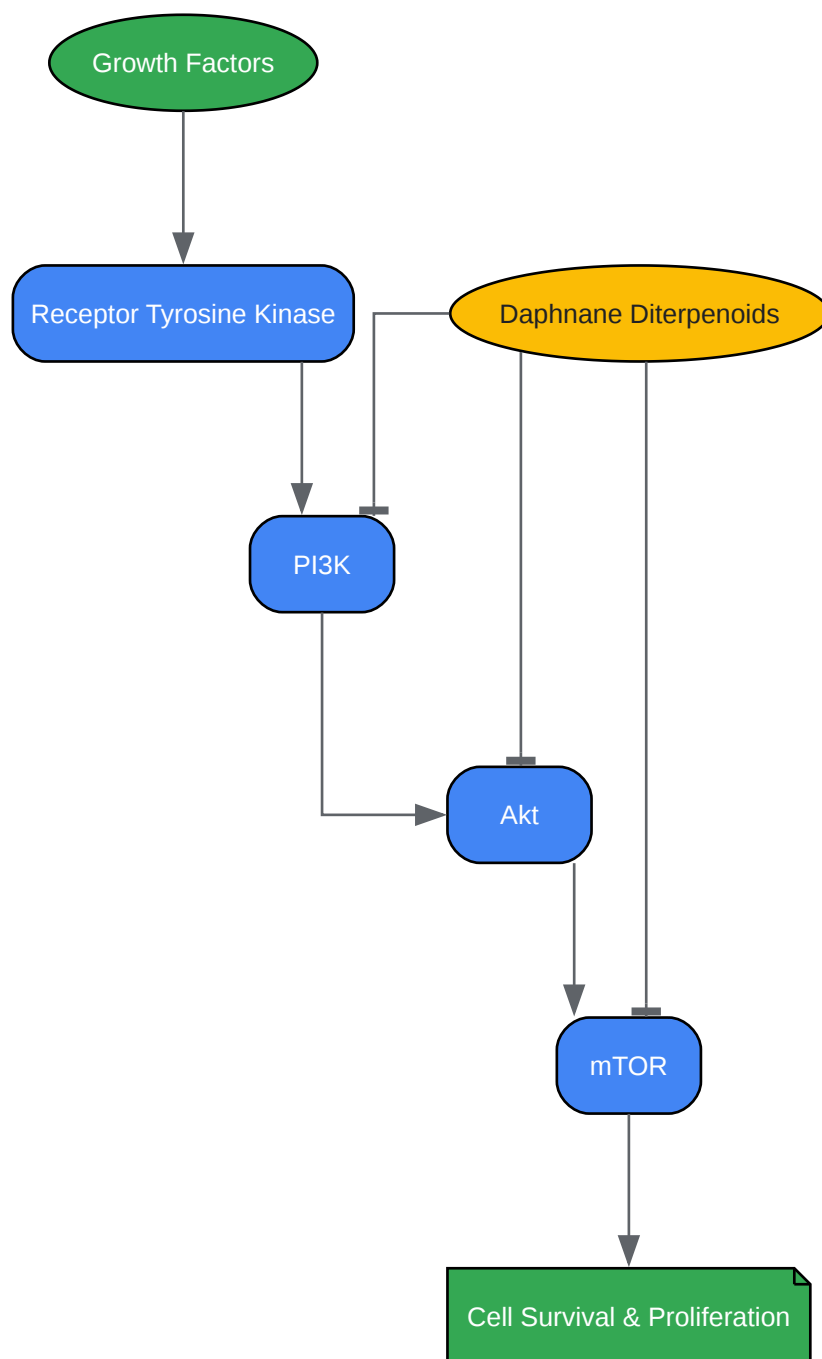 Growth Factors
Receptor Tyrosine Kinase
Daphnane Diterpenoids
PI3K
Akt
mTOR
Cell Survival & Proliferation